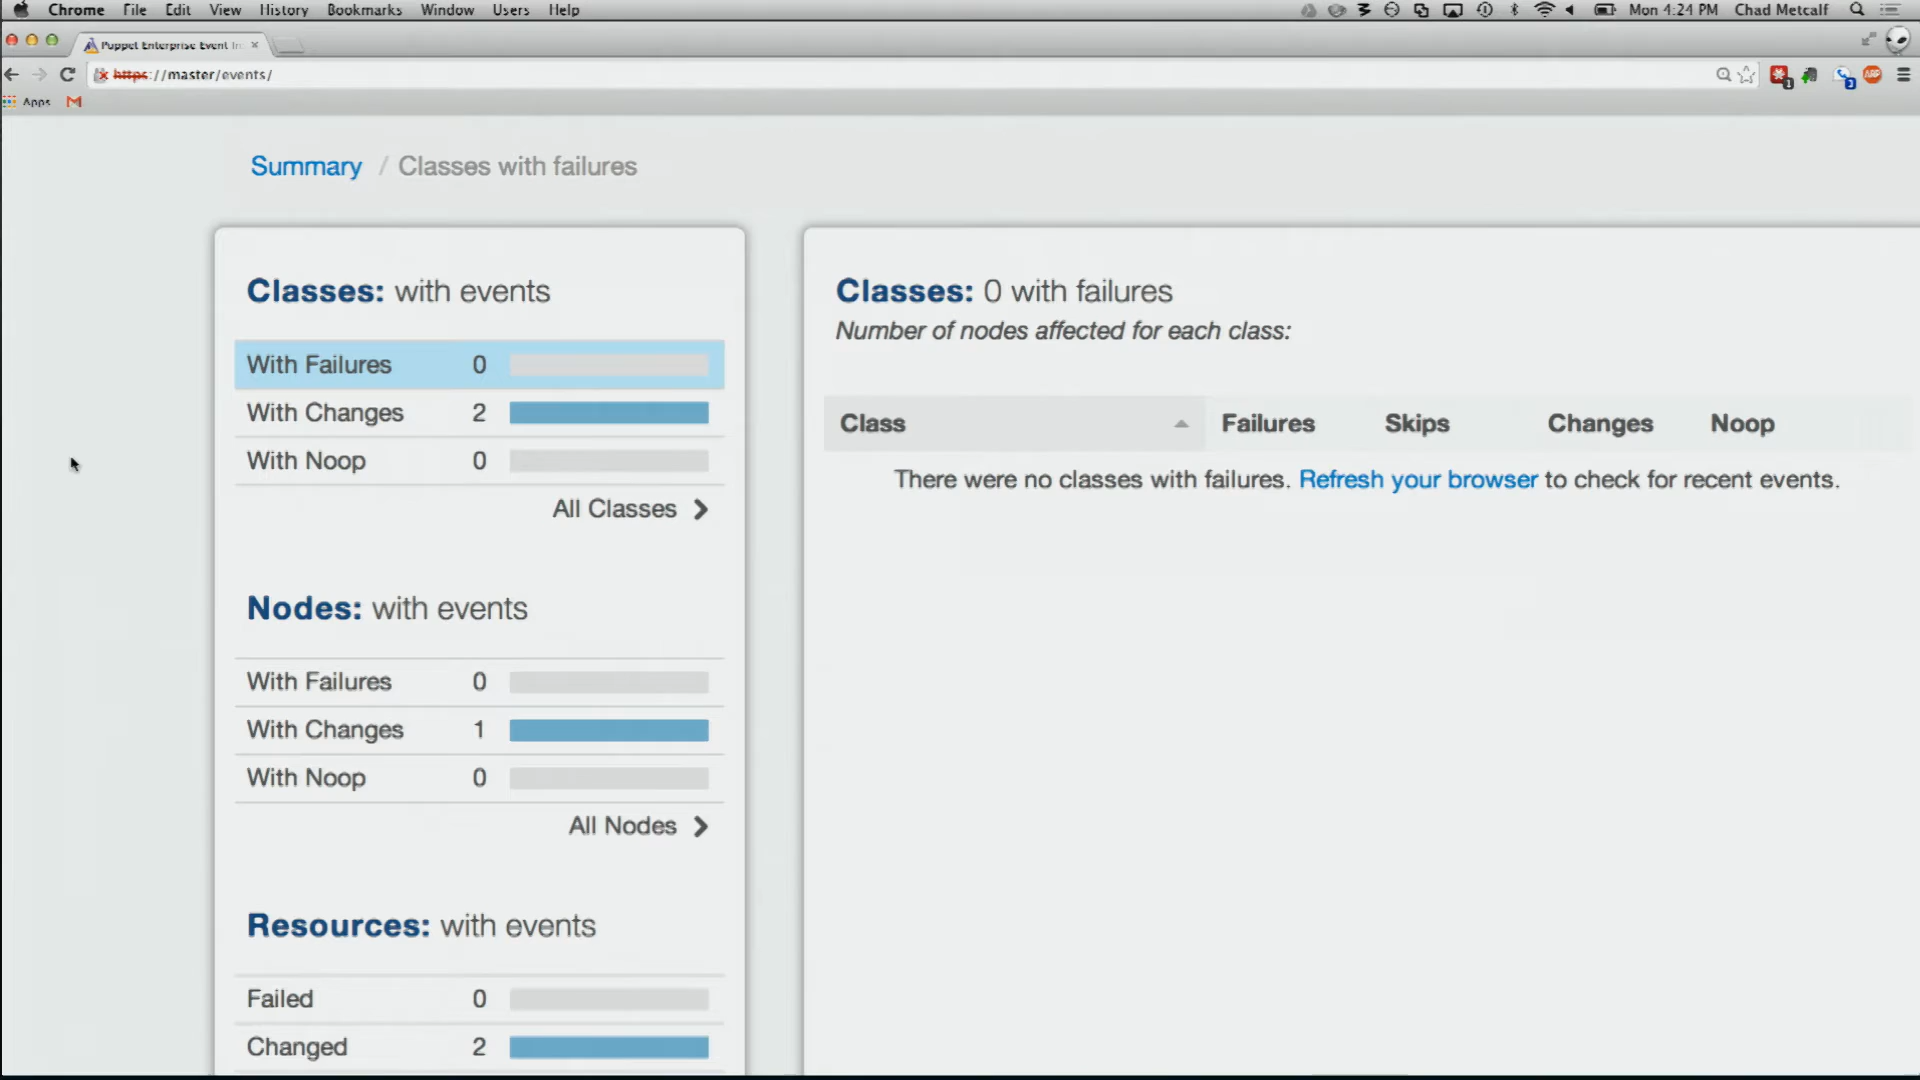 Chrome File Edit View History Bookmarks Window Users Help Mon 4:24 PM Chad Metcalf
Puppet Enterprise Event In
https://master/events/
Apps
Summary / Classes with failures
Classes: with events
With Failures 0
With Changes 2
With Noop 0
All Classes
Nodes: with events
With Failures 0
With Changes 1
With Noop 0
All Nodes
Resources: with events
Failed 0
Changed 2
Classes: 0 with failures
Number of nodes affected for each class:
Class Failures Skips Changes Noop
There were no classes with failures. Refresh your browser to check for recent events.